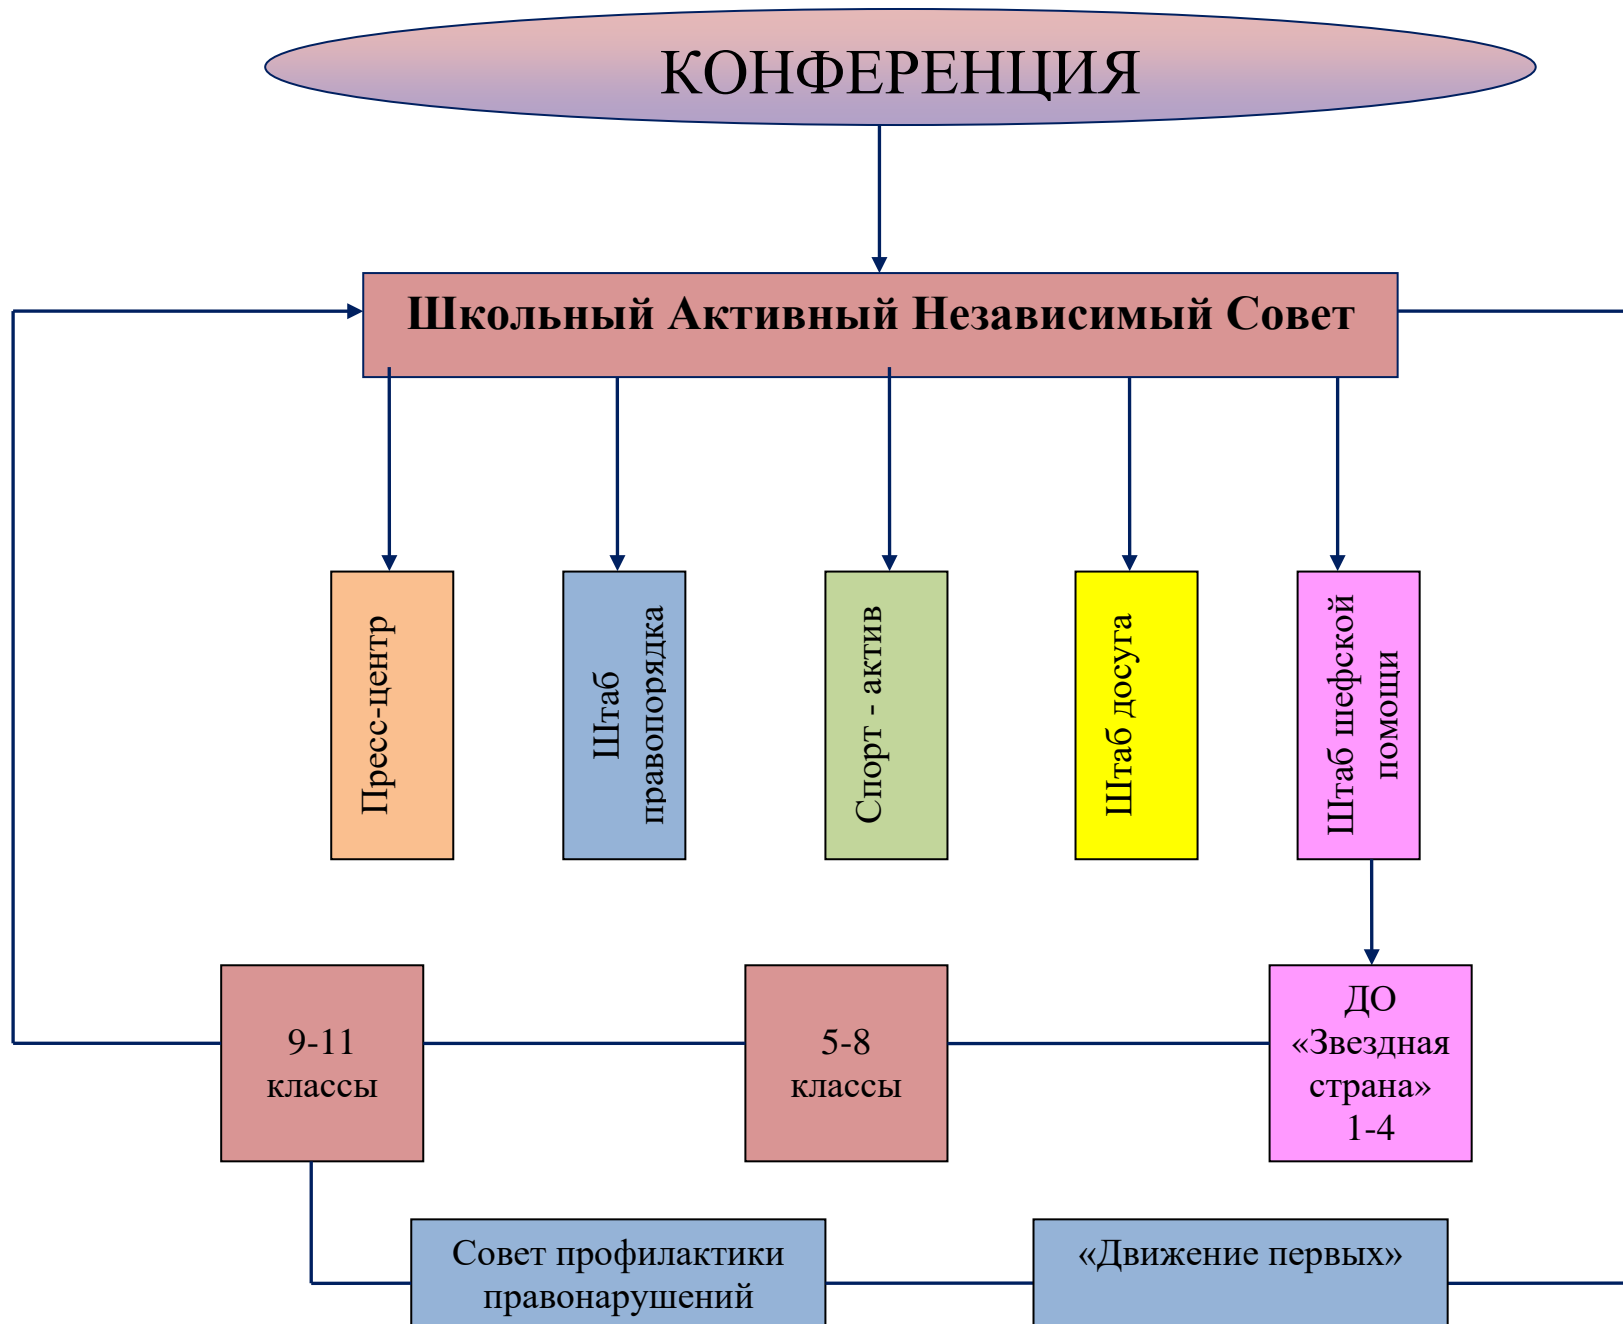 КОНФЕРЕНЦИЯ
Школьный Активный Независимый Совет
Пресс-центр
Штаб
правопорядка
Спорт - актив
Штаб досуга
Штаб шефской
помощи
9-11
классы
5-8
классы
ДО
«Звездная
страна»
1-4
Совет профилактики
правонарушений
«Движение первых»